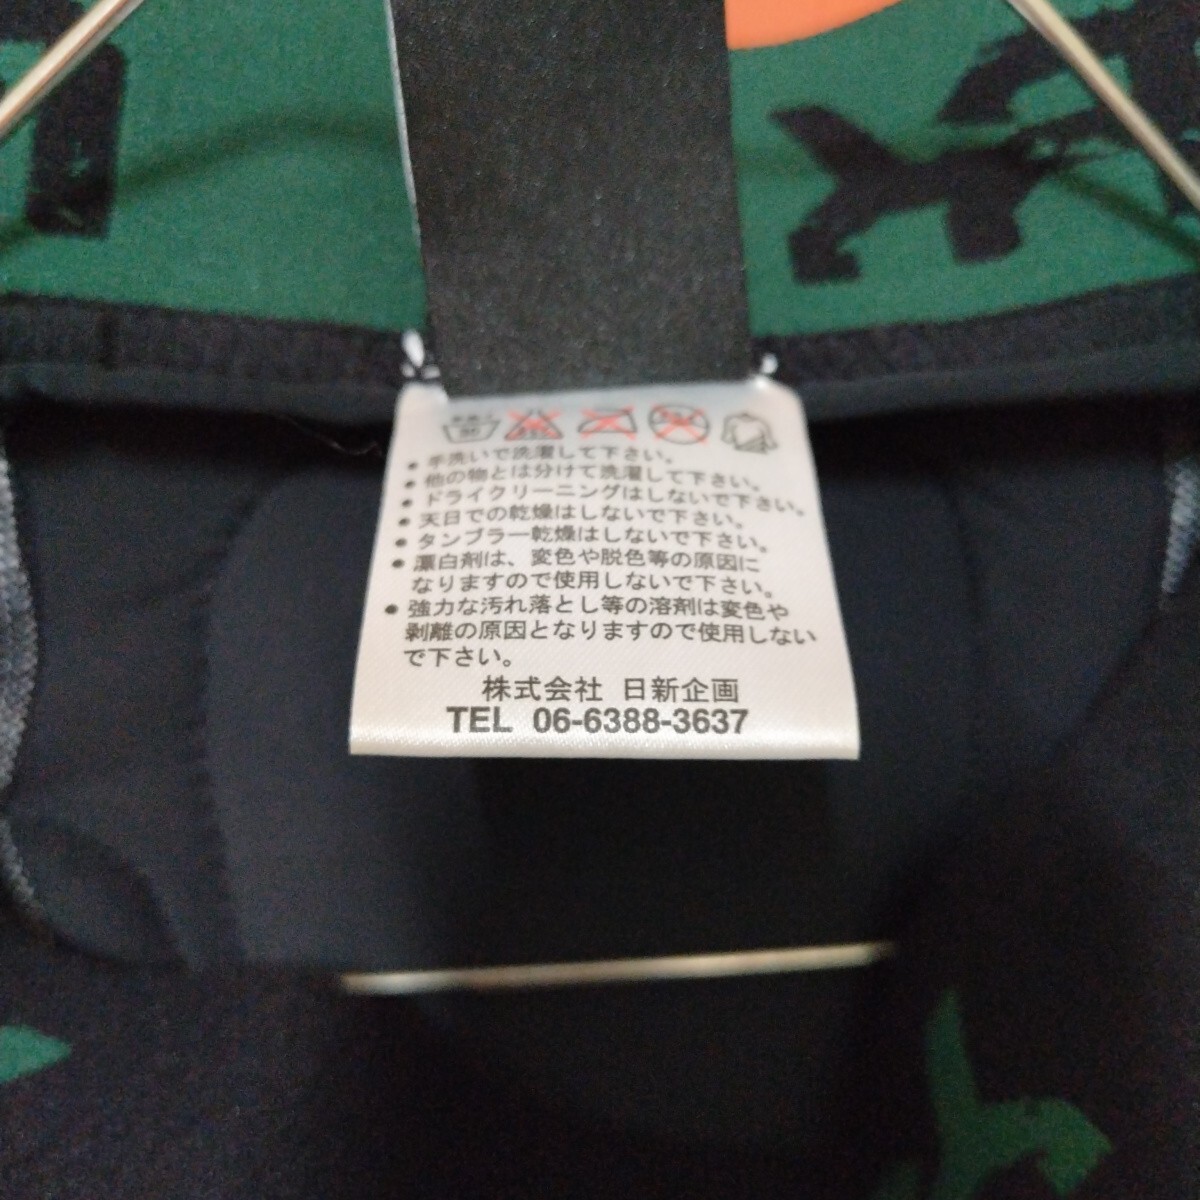 ・手洗いで洗濯して下さい。
・他の物とは分けて洗濯して下さい。
・ドライクリーニングはしないで下さい。
・天日での乾燥はしないで下さい。
・タンブラー乾燥はしないで下さい。
・漂白剤は、変色や脱色等の原因に
なりますので使用しないで下さい。
・強力な汚れ落とし等の溶剤は変色や
剥離の原因となりますので使用しない
で下さい。
株式会社 日新企画
TEL 06-6388-3637